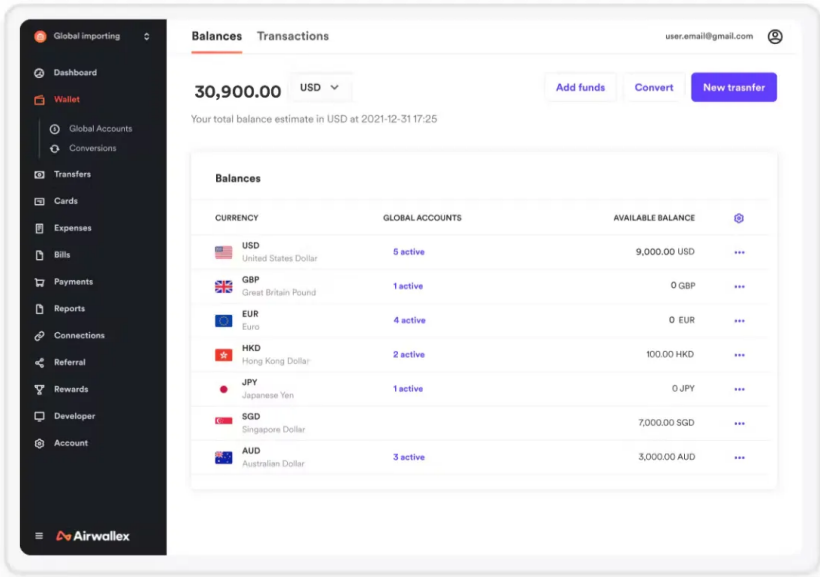 Global importing
Balances Transactions
user.email@gmail.com
Dashboard
Wallet
Global Accounts
Conversions
Transfers
Cards
Expenses
Bills
Payments
Reports
Connections
Referral
Rewards
Developer
Account
Airwallex
30,900.00 USD
Add funds Convert New trasnfer
Your total balance estimate in USD at 2021-12-31 17:25
Balances
CURRENCY GLOBAL ACCOUNTS AVAILABLE BALANCE
USD
United States Dollar
5 active 9,000.00 USD
GBP
Great Britain Pound
1 active 0 GBP
EUR
Euro
4 active 0 EUR
HKD
Hong Kong Dollar
2 active 100.00 HKD
JPY
Japanese Yen
1 active 0 JPY
SGD
Singapore Dollar
7,000.00 SGD
AUD
Australian Dollar
3 active 3,000.00 AUD